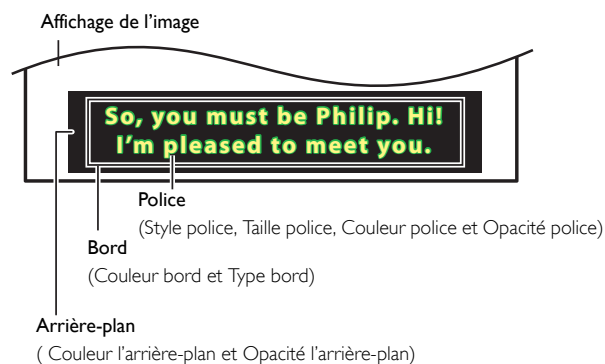 Affichage de l’image
So, you must be Philip. Hi!
I’m pleased to meet you.
Police
(Style police, Taille police, Couleur police et Opacité police)
Bord
(Couleur bord et Type bord)
Arrière-plan
( Couleur l’arrière-plan et Opacité l’arrière-plan)